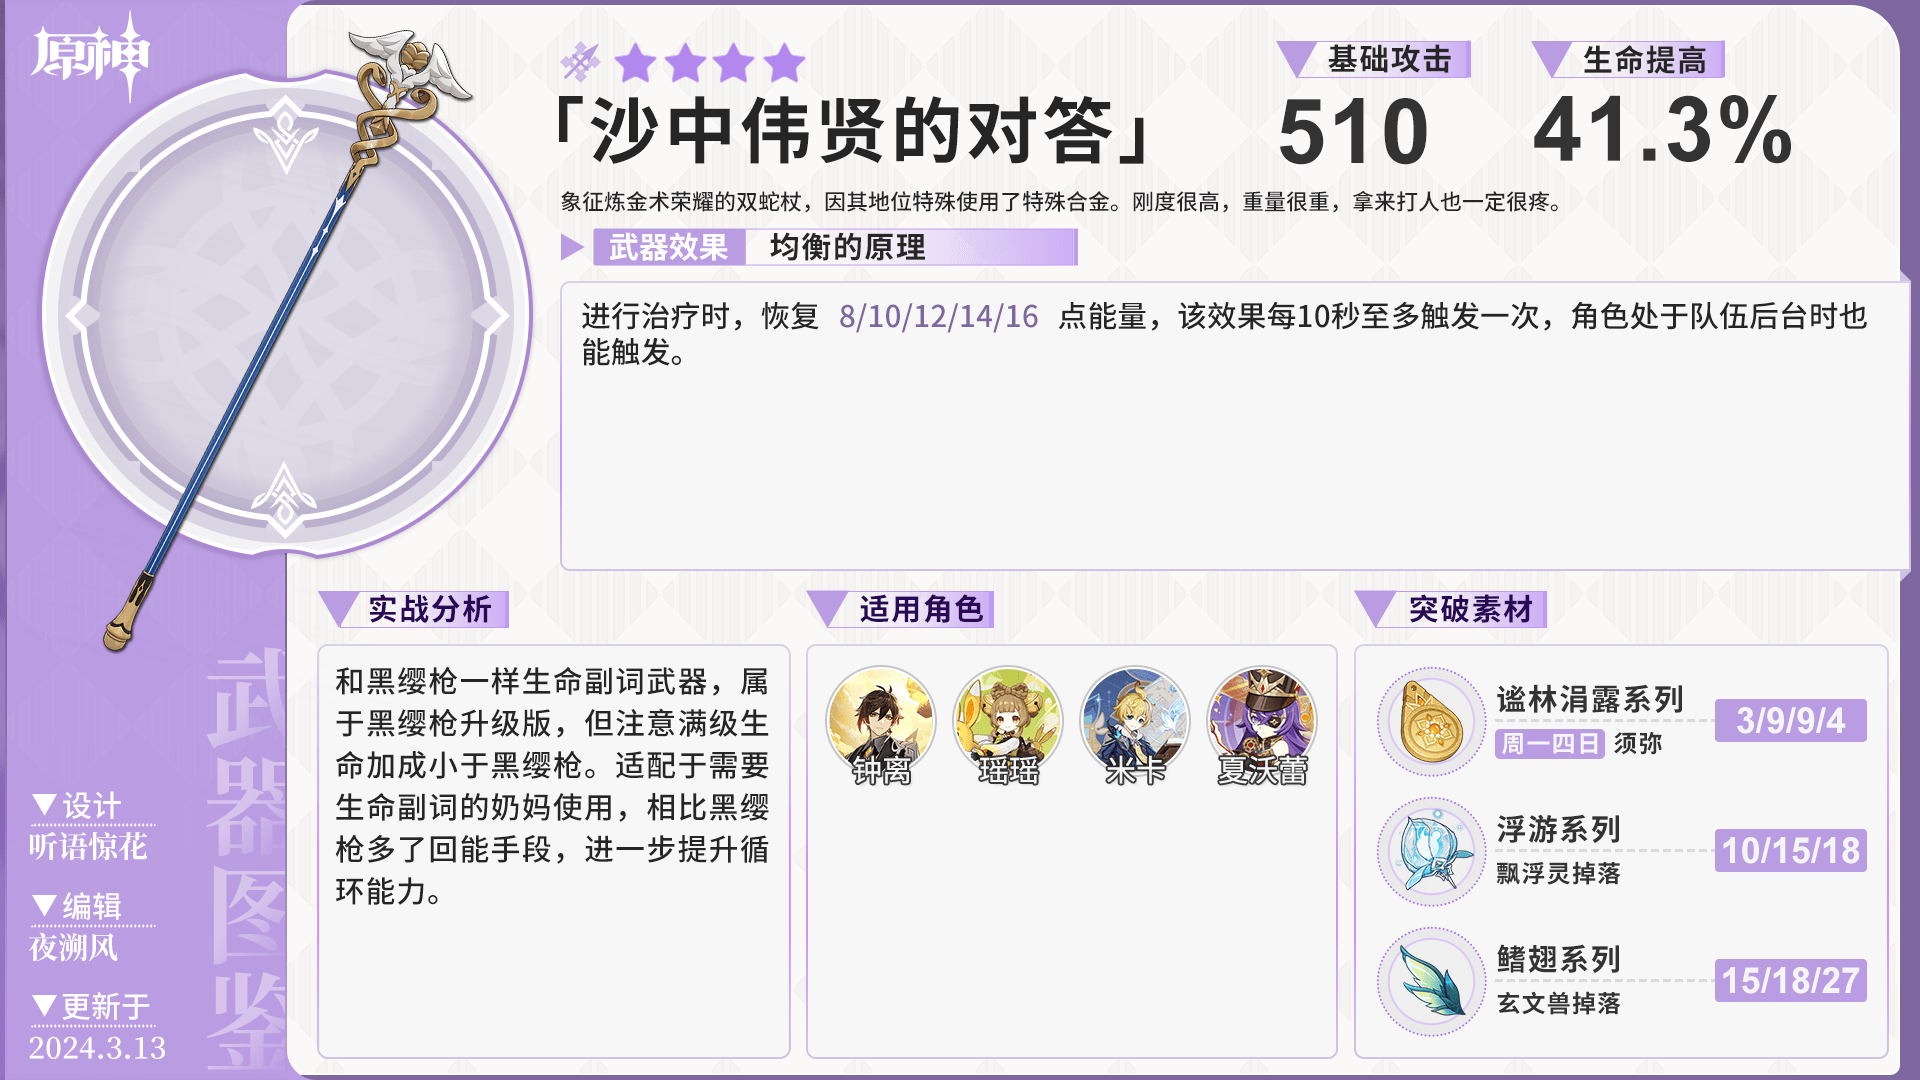 原神
基础攻击
生命提高
「沙中伟贤的对答」
510
41.3%
象征炼金术荣耀的双蛇杖，因其地位特殊使用了特殊合金。刚度很高，重量很重，拿来打人也一定很疼。
武器效果
均衡的原理
进行治疗时，恢复 8/10/12/14/16 点能量，该效果每10秒至多触发一次，角色处于队伍后台时也
能触发。
实战分析
和黑缨枪一样生命副词武器，属
于黑缨枪升级版，但注意满级生
命加成小于黑缨枪。适配于需要
生命副词的奶妈使用，相比黑缨
枪多了回能手段，进一步提升循
环能力。
适用角色
钟离
瑶瑶
米卡
夏沃蕾
突破素材
谧林涓露系列
周一四日 须弥
3/9/9/4
浮游系列
飘浮灵掉落
10/15/18
鳍翅系列
玄文兽掉落
15/18/27
武器图鉴
▼设计
听语惊花
▼编辑
夜溯风
▼更新于
2024.3.13